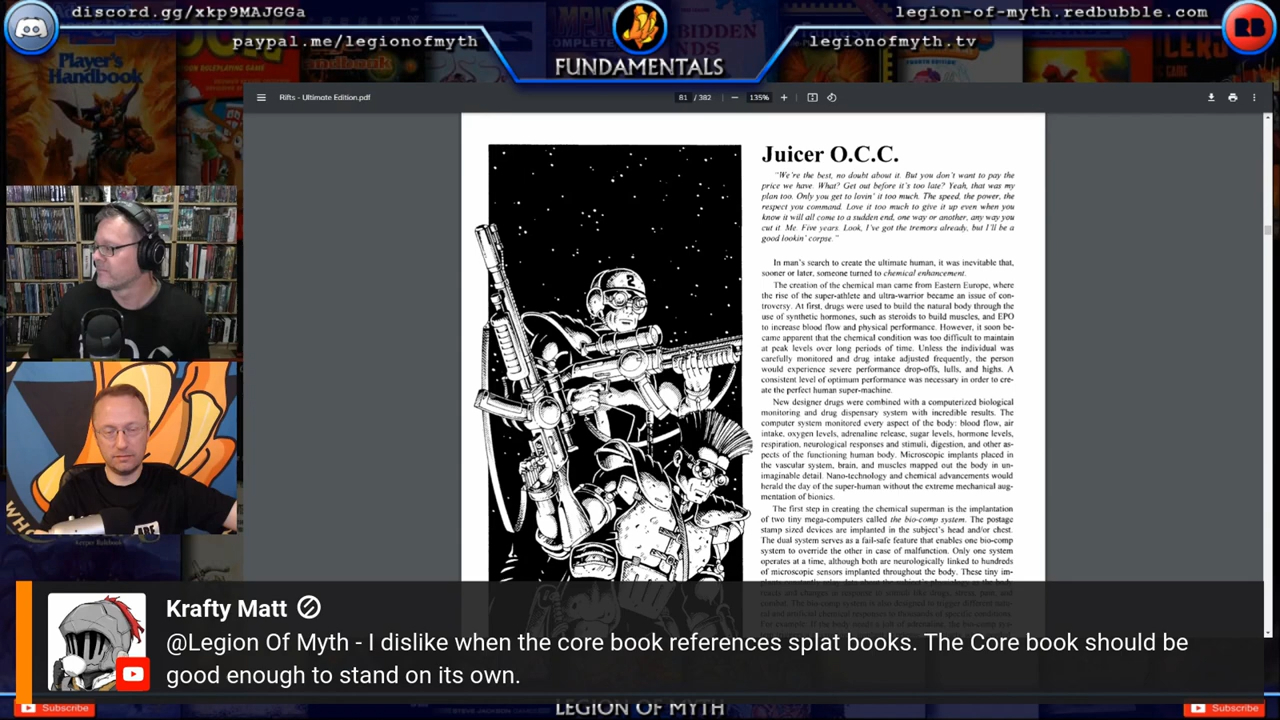 discord.gg/xkp9MAJGGa
paypal.me/legionofmyth
FUNDAMENTALS
legion-of-myth.redbubble.com
legionofmyth.tv
RB
Player's
Handbook
Rifts - Ultimate Edition.pdf
81 / 382
135%
Juicer O.C.C.
"We're the best, no doubt about it. But you don't want to pay the
price we have. What? Get out before it's too late? Yeah, that was my
plan too. Only you get to lovin' it too much. The speed, the power, the
respect you command. Love it too much to give it up even when you
know it will all come to a sudden end, one way or another, any way you
cut it. Me. Five years. Look, I've got the tremors already, but I'll be a
good lookin' corpse."
In man's search to create the ultimate human, it was inevitable that,
sooner or later, someone turned to chemical enhancement.
The creation of the chemical man came from Eastern Europe, where
the rise of the super-athlete and ultra-warrior became an issue of con-
troversy. At first, drugs were used to build the natural body through the
use of synthetic hormones, such as steroids to build muscles, and EPO
to increase blood flow and physical performance. However, it soon be-
came apparent that the chemical condition was too difficult to maintain
at peak levels over long periods of time. Unless the individual was
carefully monitored and drug intake adjusted frequently, the person
would experience severe performance drop-offs, lulls, and highs. A
consistent level of optimum performance was necessary in order to cre-
ate the perfect human super-machine.
New designer drugs were combined with a computerized biological
monitoring and drug dispensary system with incredible results. The
computer system monitored every aspect of the body: blood flow, air
intake, oxygen levels, adrenaline release, sugar levels, hormone levels,
respiration, neurological responses and stimuli, digestion, and other as-
pects of the functioning human body. Microscopic implants placed in
the vascular system, brain, and muscles mapped out the body in un-
imaginable detail. Nano-technology and chemical advancements would
herald the day of the super-human without the extreme mechanical aug-
mentation of bionics.
The first step in creating the chemical superman is the implantation
of two tiny mega-computers called the bio-comp system. The postage
stamp sized devices are implanted in the subject's head and/or chest.
The dual system serves as a fail-safe feature that enables one bio-comp
system to override the other in case of malfunction. Only one system
operates at a time, although both are neurologically linked to hundreds
of microscopic sensors implanted throughout the body. These tiny im-
2
Krafty Matt
@Legion Of Myth - I dislike when the core book references splat books. The Core book should be
good enough to stand on its own.
Subscribe
LEGION OF MYTH
Subscribe